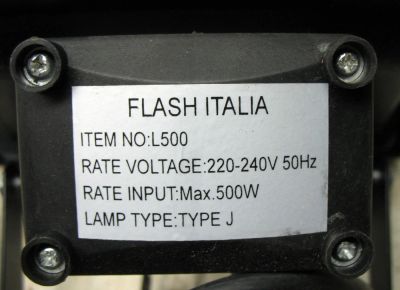 FLASH ITALIA
ITEM NO:L500
RATE VOLTAGE:220-240V 50Hz
RATE INPUT:Max.500W
LAMP TYPE:TYPE J